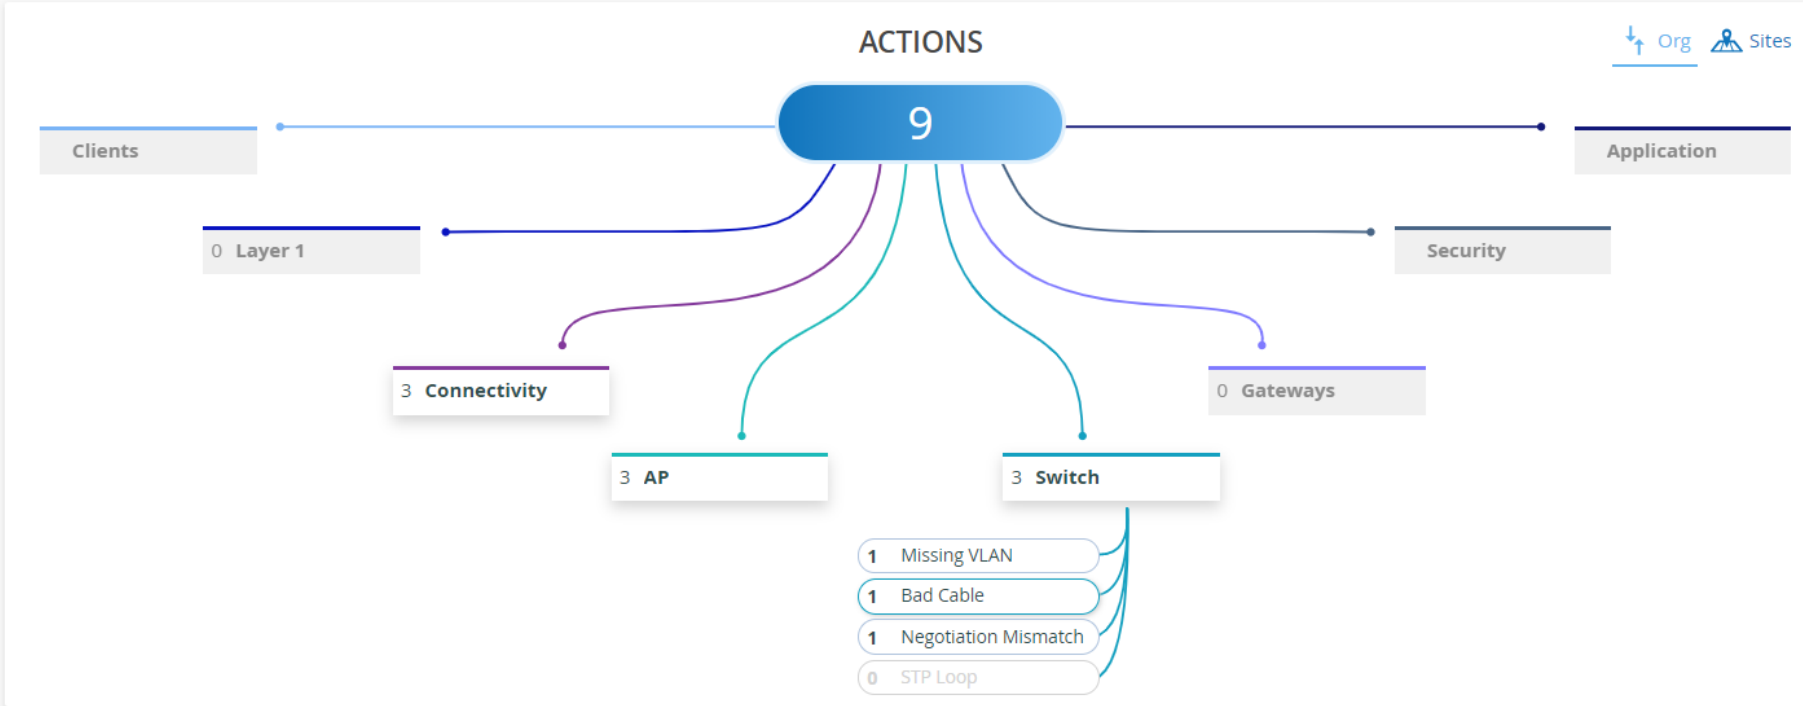 ACTIONS
Org Sites
9
Clients
Application
0 Layer 1
Security
3 Connectivity
0 Gateways
3 AP
3 Switch
1 Missing VLAN
1 Bad Cable
1 Negotiation Mismatch
0 STP Loop